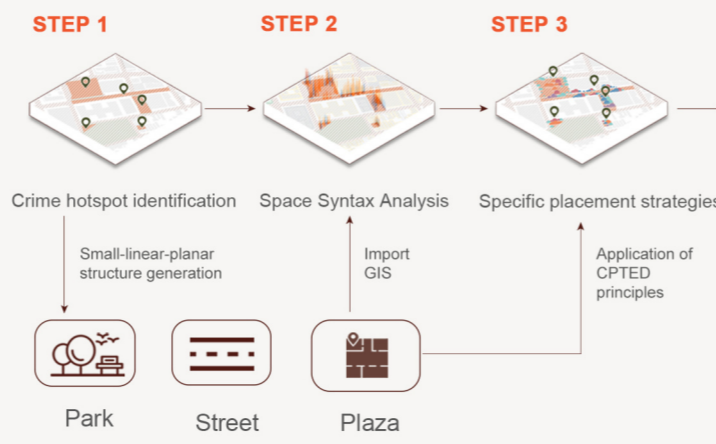 STEP 1
STEP 2
STEP 3
Crime hotspot identification
Space Syntax Analysis
Specific placement strategies
Small-linear-planar
structure generation
Import
GIS
Application of
CPTED
principles
Park
Street
Plaza